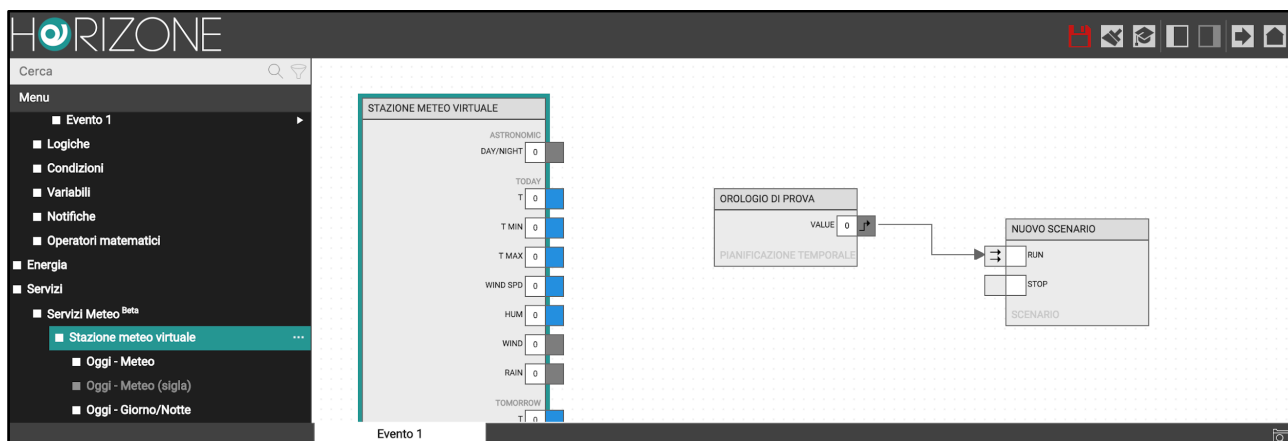 HORIZONE
Cerca
Menu
Evento 1
Logiche
Condizioni
Variabili
Notifiche
Operatori matematici
Energia
Servizi
Servizi Meteo Beta
Stazione meteo virtuale ...
Oggi - Meteo
Oggi - Meteo (sigla)
Oggi - Giorno/Notte
STAZIONE METEO VIRTUALE
ASTRONOMIC
DAY/NIGHT 0
TODAY
T 0
T MIN 0
T MAX 0
WIND SPD 0
HUM 0
WIND 0
RAIN 0
TOMORROW
T 0
OROLOGIO DI PROVA
VALUE 0
PIANIFICAZIONE TEMPORALE
NUOVO SCENARIO
RUN
STOP
SCENARIO
Evento 1